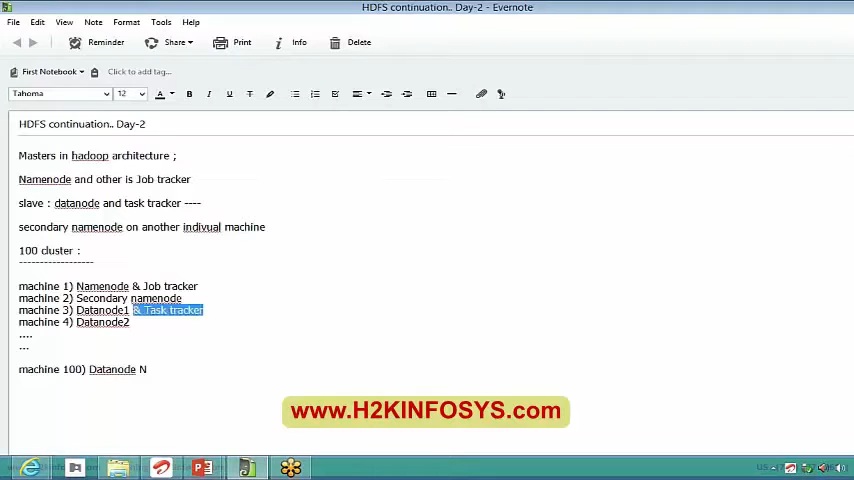 HDFS continuation.. Day-2 - Evernote
File Edit View Note Format Tools Help
Reminder Share Print Info Delete
First Notebook Click to add tag...
Tahoma 12 A B I U T
HDFS continuation.. Day-2
Masters in hadoop architecture ;
Namenode and other is Job tracker
slave : datanode and task tracker ----
secondary namenode on another indivual machine
100 cluster :
------------------
machine 1) Namenode & Job tracker
machine 2) Secondary namenode
machine 3) Datanode1 & Task tracker
machine 4) Datanode2
....
...
machine 100) Datanode N
www.H2KINFOSYS.com
US